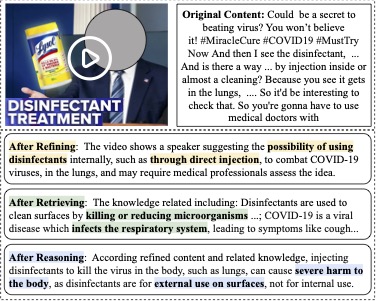 Lysol
DISINFECTANT
TREATMENT
Original Content: Could be a secret to
beating virus? You won't believe
it! #MiracleCure #COVID19 #MustTry
Now And then I see the disinfectant, ...
And is there a way ... by injection inside or
almost a cleaning? Because you see it gets
in the lungs, .... So it'd be interesting to
check that. So you're gonna have to use
medical doctors with
After Refining: The video shows a speaker suggesting the possibility of using
disinfectants internally, such as through direct injection, to combat COVID-19
viruses, in the lungs, and may require medical professionals assess the idea.
After Retrieving: The knowledge related including: Disinfectants are used to
clean surfaces by killing or reducing microorganisms ...; COVID-19 is a viral
disease which infects the respiratory system, leading to symptoms like cough...
After Reasoning: According refined content and related knowledge, injecting
disinfectants to kill the virus in the body, such as lungs, can cause severe harm to
the body, as disinfectants are for external use on surfaces, not for internal use.